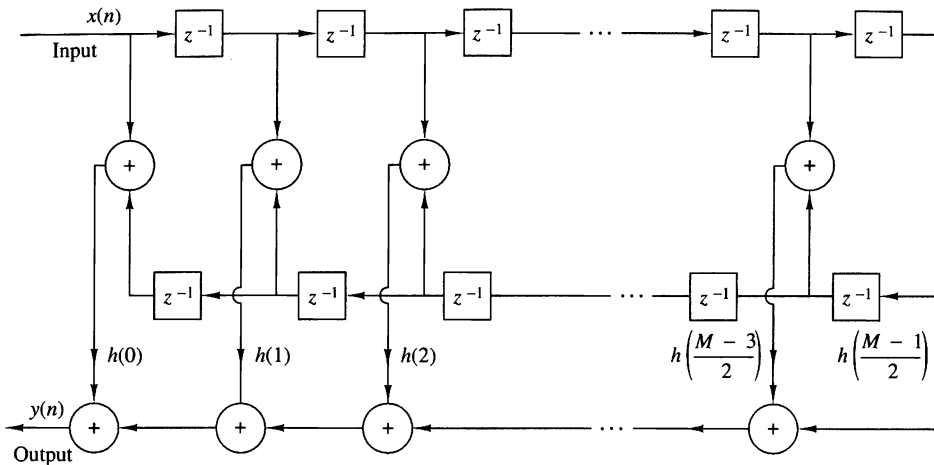 x(n)
z⁻¹ z⁻¹ z⁻¹ ... z⁻¹ z⁻¹
Input
+ + + +
z⁻¹ z⁻¹ z⁻¹ ... z⁻¹ z⁻¹
h(0) h(1) h(2) h((M − 3)/2) h((M − 1)/2)
y(n)
+ + + ... +
Output